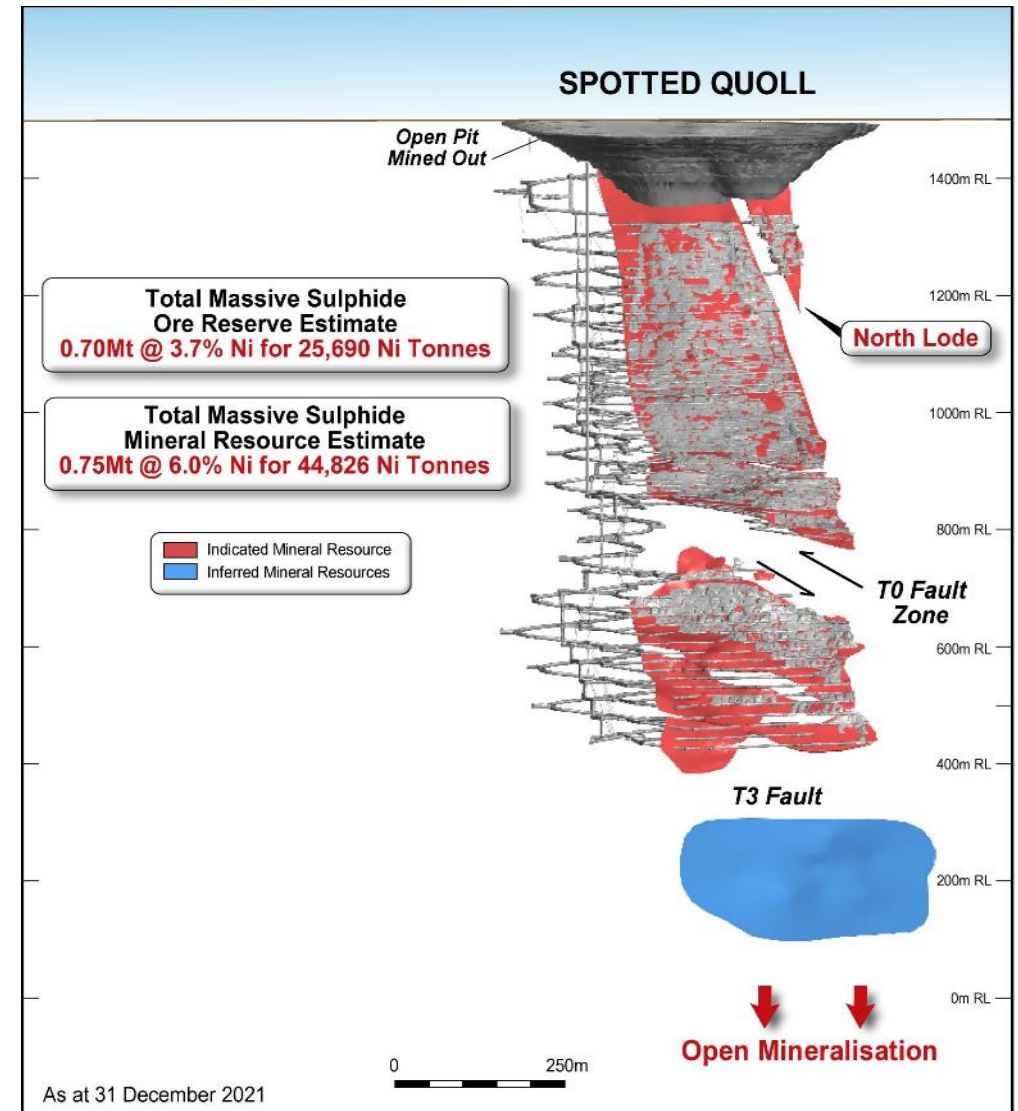 SPOTTED QUOLL
Open Pit
Mined Out
1400m RL
Total Massive Sulphide
Ore Reserve Estimate
0.70Mt @ 3.7% Ni for 25,690 Ni Tonnes
1200m RL
North Lode
Total Massive Sulphide
Mineral Resource Estimate
0.75Mt @ 6.0% Ni for 44,826 Ni Tonnes
1000m RL
800m RL
Indicated Mineral Resource
Inferred Mineral Resources
T0 Fault
Zone
600m RL
400m RL
T3 Fault
200m RL
0m RL
Open Mineralisation
0 250m
As at 31 December 2021